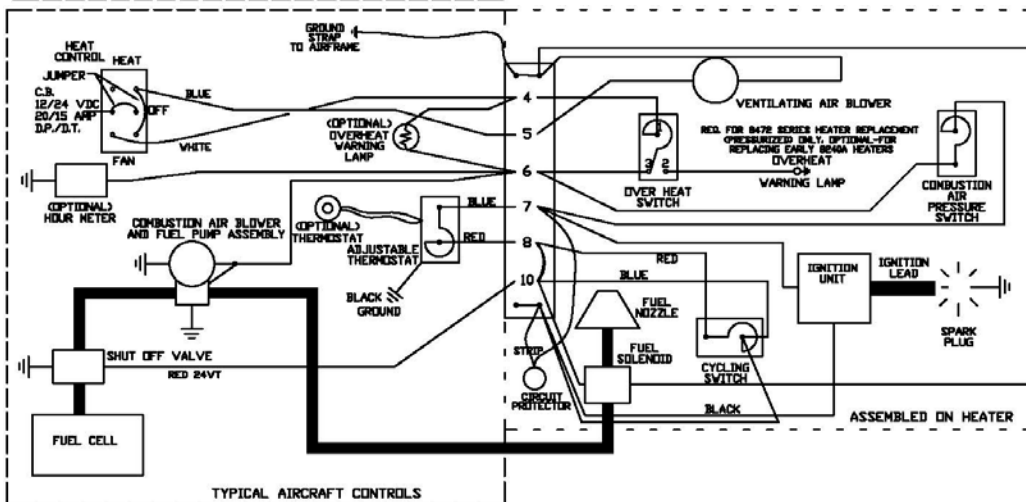 GROUND
STRAP
TO AIRFRAME
HEAT
CONTROL
HEAT
JUMPER
C.B.
12/24 VDC
20/15 AMP
D.P./D.T.
OFF
BLUE
WHITE
FAN
(OPTIONAL)
OVERHEAT
WARNING
LAMP
4
5
6
7
8
10
VENTILATING AIR BLOWER
REQ. FOR 8472 SERIES HEATER REPLACEMENT
(PRESSURIZED) ONLY, OPTIONAL-FOR
REPLACING EARLY 8240A HEATERS
OVERHEAT
WARNING LAMP
1
3
2
OVER HEAT
SWITCH
COMBUSTION
AIR
PRESSURE
SWITCH
(OPTIONAL)
HOUR METER
COMBUSTION AIR BLOWER
AND FUEL PUMP ASSEMBLY
(OPTIONAL)
THERMOSTAT
BLUE
RED
ADJUSTABLE
THERMOSTAT
BLACK
GROUND
RED
BLUE
IGNITION
UNIT
IGNITION
LEAD
SPARK
PLUG
FUEL
NOZZLE
FUEL
SOLENOID
STRIP
CIRCUIT
PROTECTOR
CYCLING
SWITCH
BLACK
SHUT OFF VALVE
RED 24VT
FUEL CELL
ASSEMBLED ON HEATER
TYPICAL AIRCRAFT CONTROLS